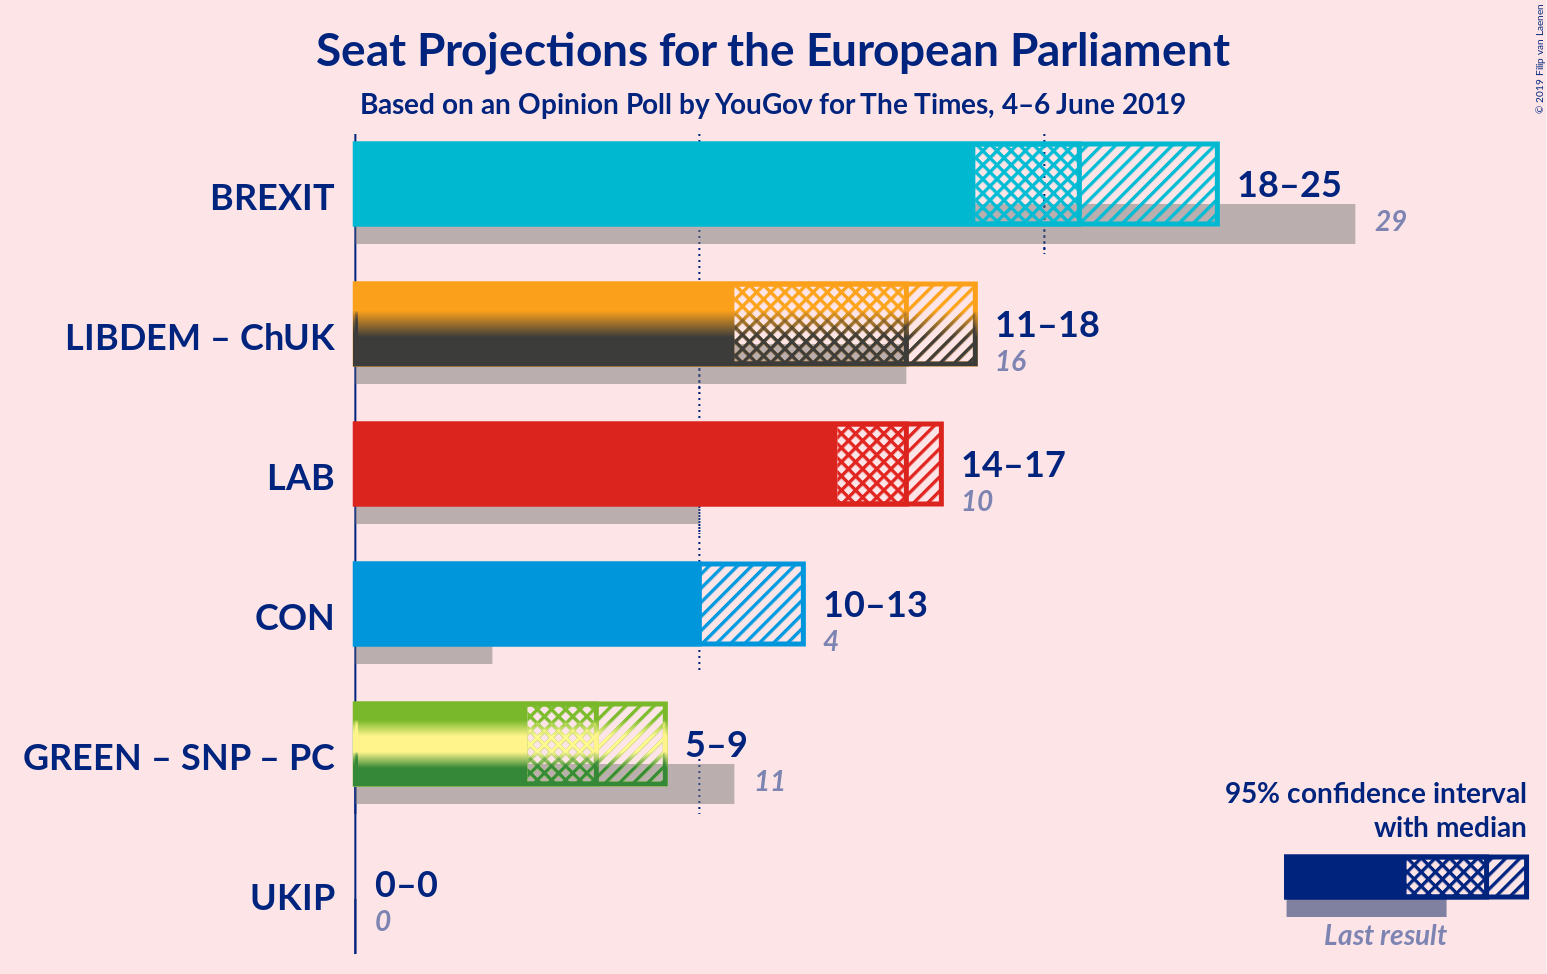 Seat Projections for the European Parliament
Based on an Opinion Poll by YouGov for The Times, 4–6 June 2019
© 2019 Filip van Laenen
BREXIT
18–25
29
LIBDEM – ChUK
11–18
16
LAB
14–17
10
CON
10–13
4
GREEN – SNP – PC
5–9
11
UKIP
0–0
0
95% confidence interval
with median
Last result